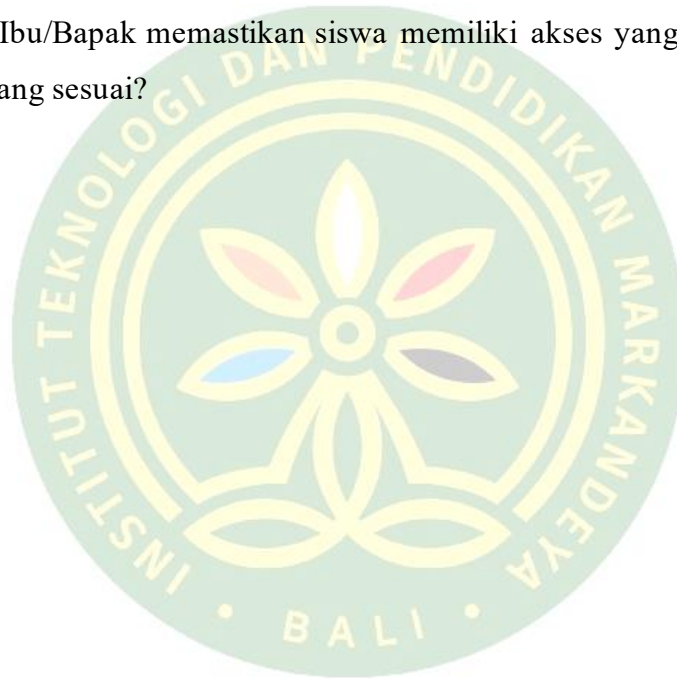 Ibu/Bapak memastikan siswa memiliki akses yang
ang sesuai?
INSTITUT TEKNOLOGI DAN PENDIDIKAN MARKANDEYA
• BALI •